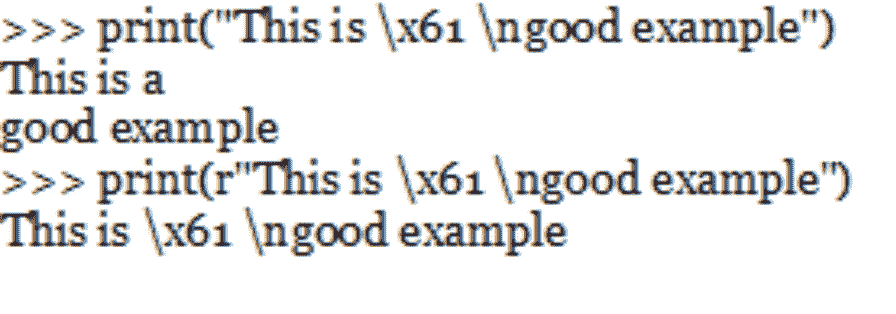 >>> print("This is \x61 \ngood example")
This is a
good example
>>> print(r"This is \x61 \ngood example")
This is \x61 \ngood example